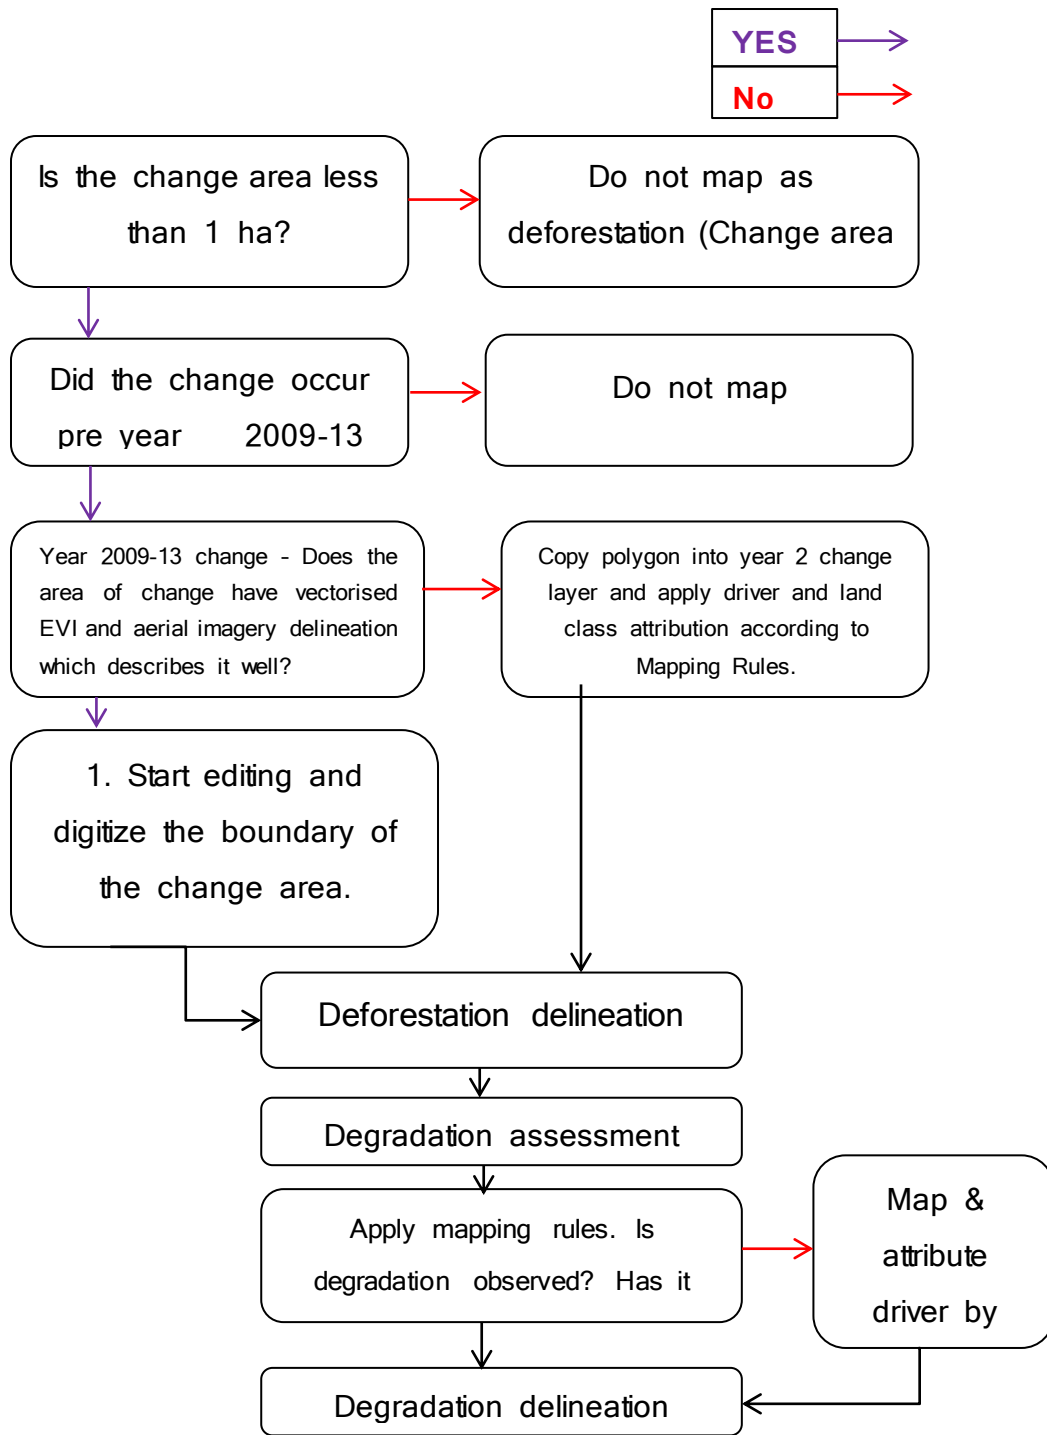 YES
No
Is the change area less
than 1 ha?
Do not map as
deforestation (Change area
Did the change occur
pre year 2009-13
Do not map
Year 2009-13 change - Does the
area of change have vectorised
EVI and aerial imagery delineation
which describes it well?
Copy polygon into year 2 change
layer and apply driver and land
class attribution according to
Mapping Rules.
1. Start editing and
digitize the boundary of
the change area.
Deforestation delineation
Degradation assessment
Apply mapping rules. Is
degradation observed? Has it
Map &
attribute
driver by
Degradation delineation